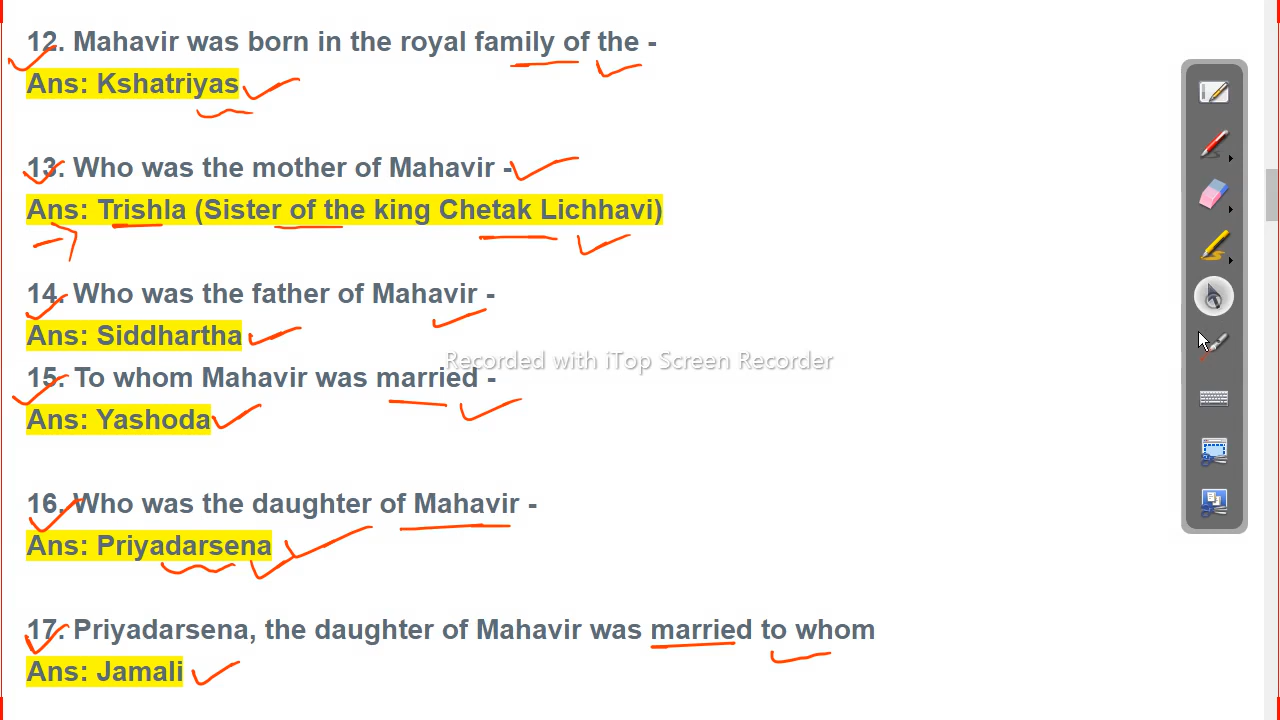 12. Mahavir was born in the royal family of the -
Ans: Kshatriyas
13. Who was the mother of Mahavir -
Ans: Trishla (Sister of the king Chetak Lichhavi)
14. Who was the father of Mahavir -
Ans: Siddhartha
Recorded with iTop Screen Recorder
15. To whom Mahavir was married -
Ans: Yashoda
16. Who was the daughter of Mahavir -
Ans: Priyadarsena
17. Priyadarsena, the daughter of Mahavir was married to whom
Ans: Jamali